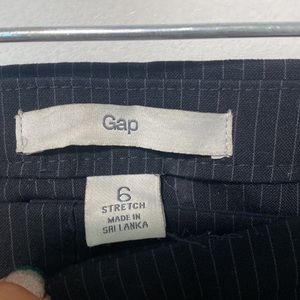 Gap
6
STRETCH
MADE IN
SRI LANKA